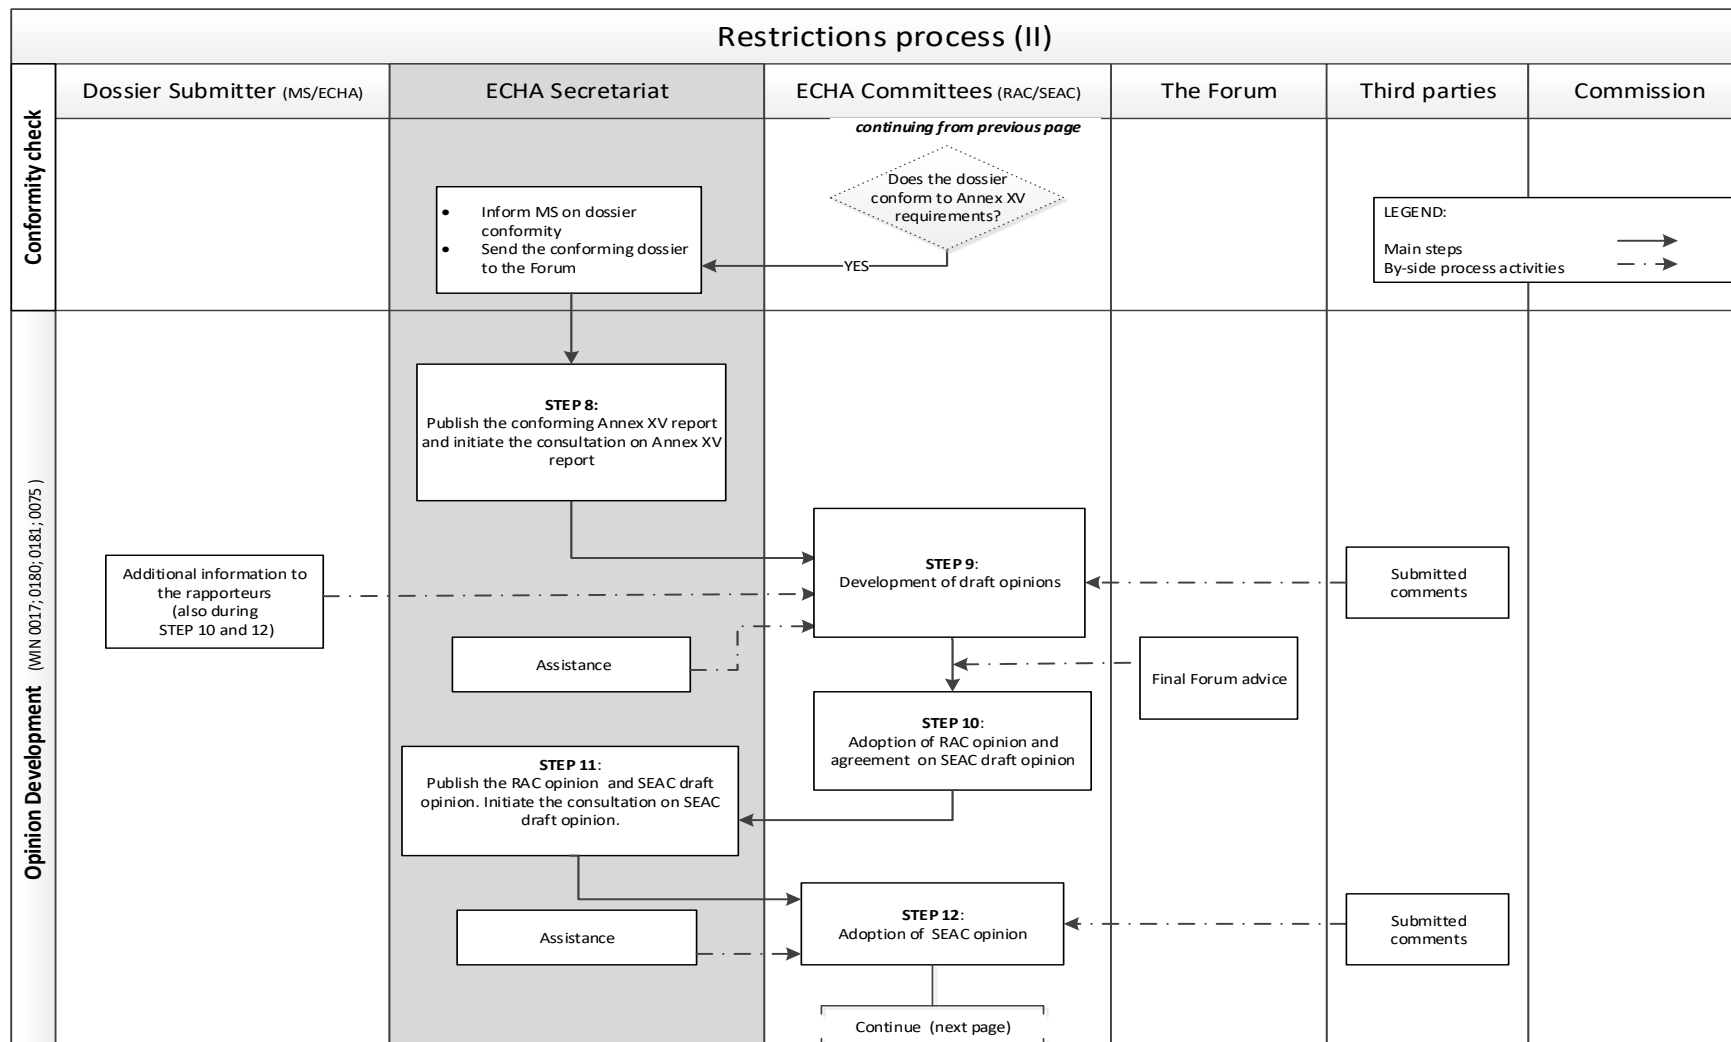 Restrictions process (II)
Dossier Submitter (MS/ECHA)
ECHA Secretariat
ECHA Committees (RAC/SEAC)
The Forum
Third parties
Commission
Conformity check
continuing from previous page
Does the dossier
conform to Annex XV
requirements?
• Inform MS on dossier
conformity
• Send the conforming dossier
to the Forum
YES
LEGEND:
Main steps
By-side process activities
Opinion Development (WIN 0017; 0180; 0181; 0075 )
STEP 8:
Publish the conforming Annex XV report
and initiate the consultation on Annex XV
report
Additional information to
the rapporteurs
(also during
STEP 10 and 12)
STEP 9:
Development of draft opinions
Submitted
comments
Assistance
Final Forum advice
STEP 10:
Adoption of RAC opinion and
agreement on SEAC draft opinion
STEP 11:
Publish the RAC opinion and SEAC draft
opinion. Initiate the consultation on SEAC
draft opinion.
STEP 12:
Adoption of SEAC opinion
Assistance
Submitted
comments
Continue (next page)